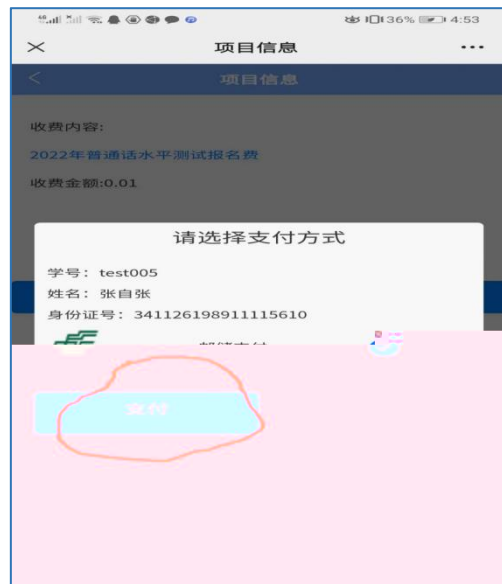 36% 4:53
项目信息
项目信息
收费内容:
2022年普通话水平测试报名费
收费金额:0.01
请选择支付方式
学号: test005
姓名: 张自张
身份证号: 341126198911115610
支付